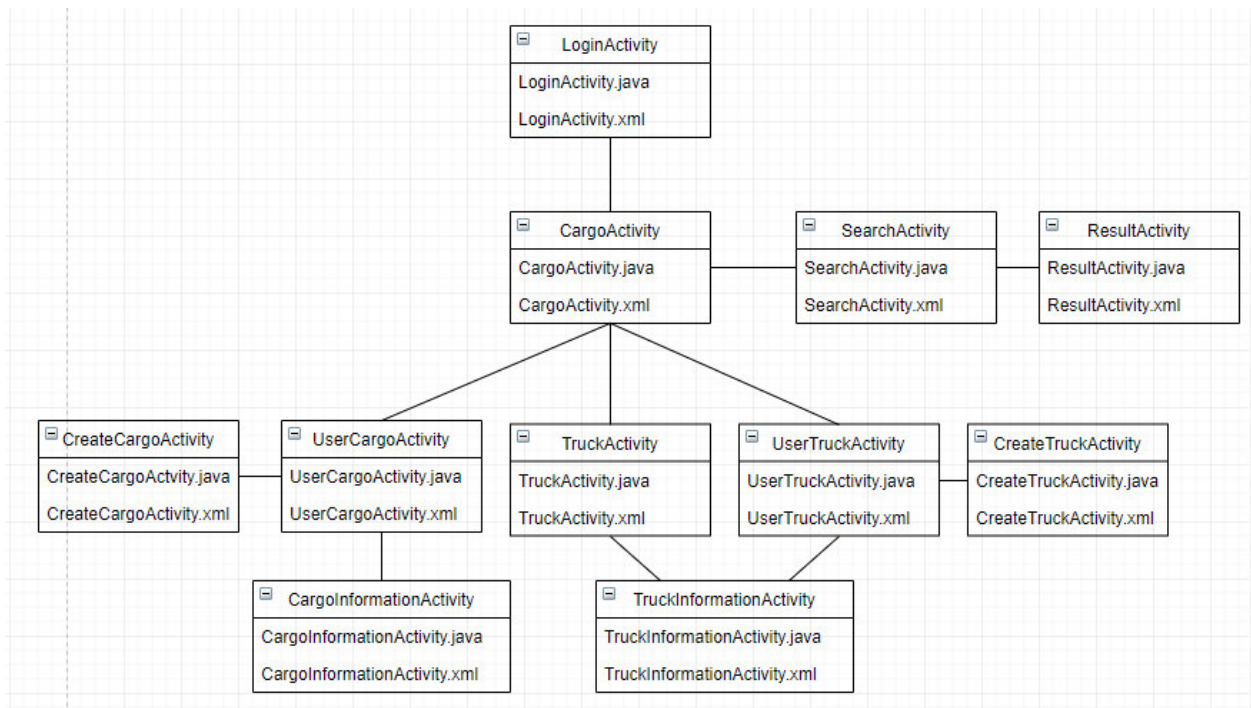 LoginActivity
LoginActivity.java
LoginActivity.xml
CargoActivity
CargoActivity.java
CargoActivity.xml
SearchActivity
SearchActivity.java
SearchActivity.xml
ResultActivity
ResultActivity.java
ResultActivity.xml
CreateCargoActivity
CreateCargoActivity.java
CreateCargoActivity.xml
UserCargoActivity
UserCargoActivity.java
UserCargoActivity.xml
TruckActivity
TruckActivity.java
TruckActivity.xml
UserTruckActivity
UserTruckActivity.java
UserTruckActivity.xml
CreateTruckActivity
CreateTruckActivity.java
CreateTruckActivity.xml
CargoInformationActivity
CargoInformationActivity.java
CargoInformationActivity.xml
TruckInformationActivity
TruckInformationActivity.java
TruckInformationActivity.xml